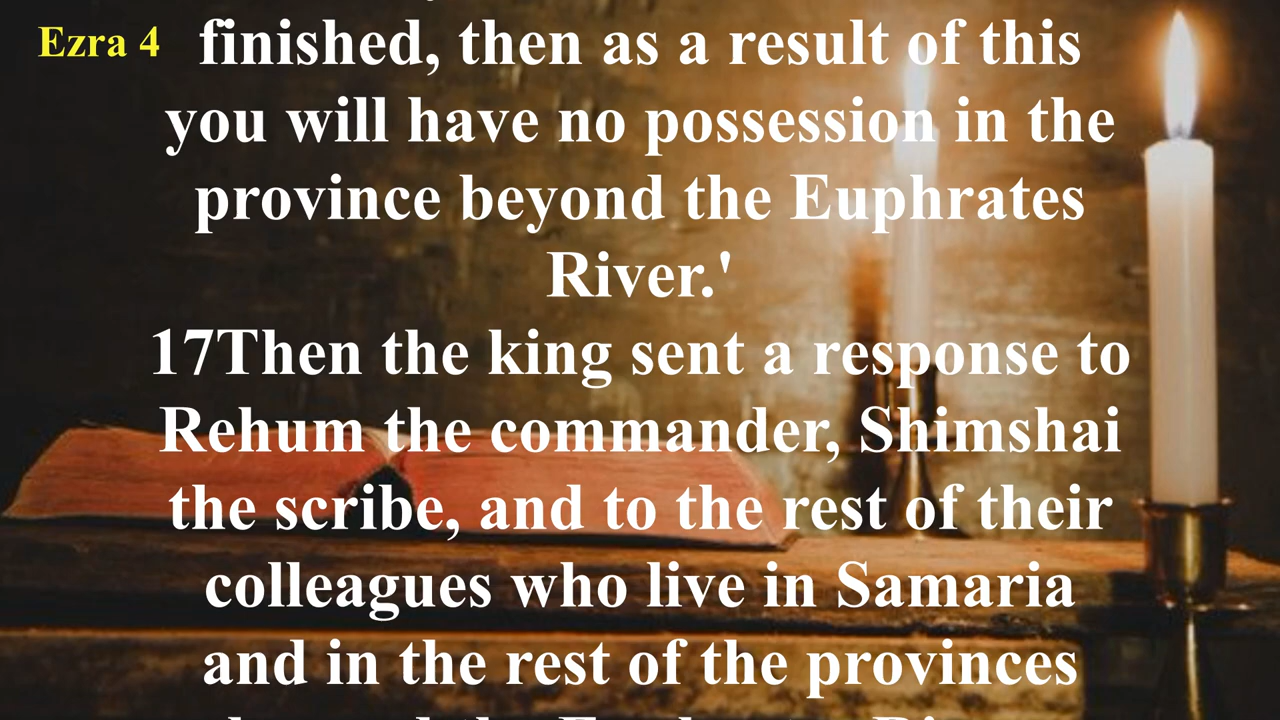 Ezra 4
finished, then as a result of this
you will have no possession in the
province beyond the Euphrates
River.'
17Then the king sent a response to
Rehum the commander, Shimshai
the scribe, and to the rest of their
colleagues who live in Samaria
and in the rest of the provinces